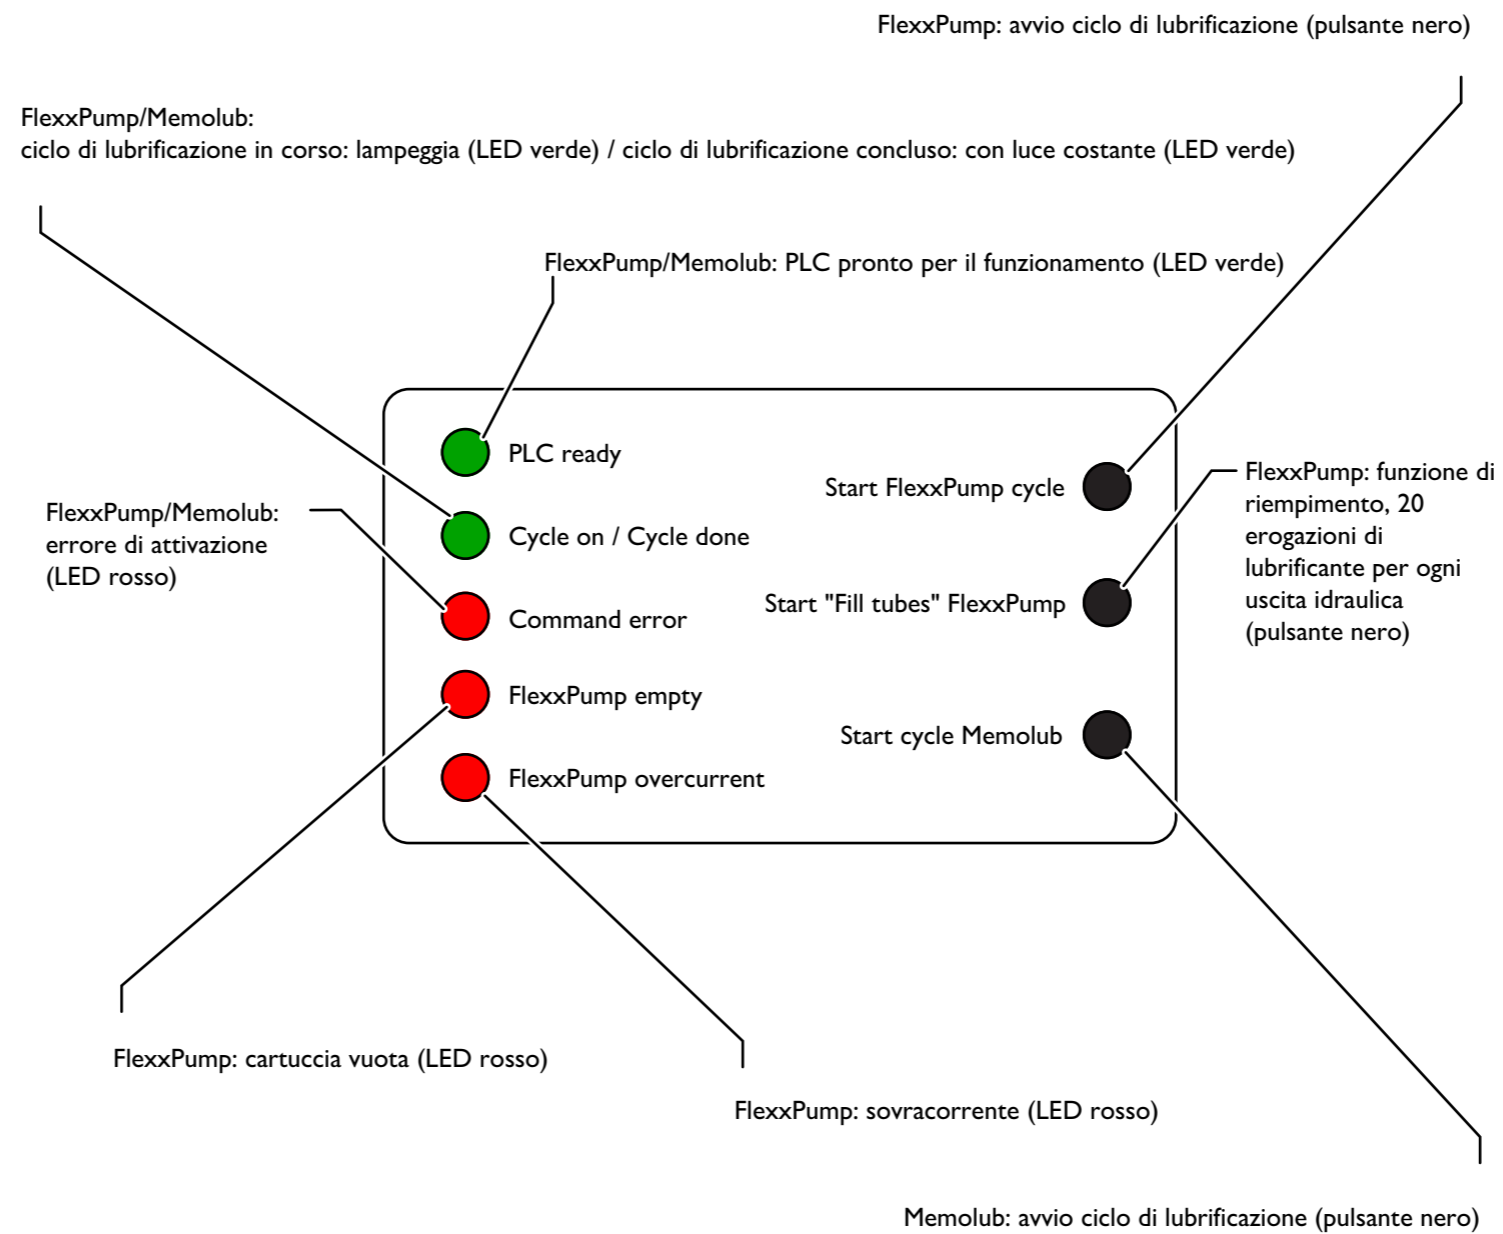 FlexxPump: avvio ciclo di lubrificazione (pulsante nero)
FlexxPump/Memolub:
ciclo di lubrificazione in corso: lampeggia (LED verde) / ciclo di lubrificazione concluso: con luce costante (LED verde)
FlexxPump/Memolub: PLC pronto per il funzionamento (LED verde)
PLC ready
Cycle on / Cycle done
Command error
FlexxPump empty
FlexxPump overcurrent
Start FlexxPump cycle
Start "Fill tubes" FlexxPump
Start cycle Memolub
FlexxPump/Memolub:
errore di attivazione
(LED rosso)
FlexxPump: funzione di
riempimento, 20
erogazioni di
lubrificante per ogni
uscita idraulica
(pulsante nero)
FlexxPump: cartuccia vuota (LED rosso)
FlexxPump: sovracorrente (LED rosso)
Memolub: avvio ciclo di lubrificazione (pulsante nero)